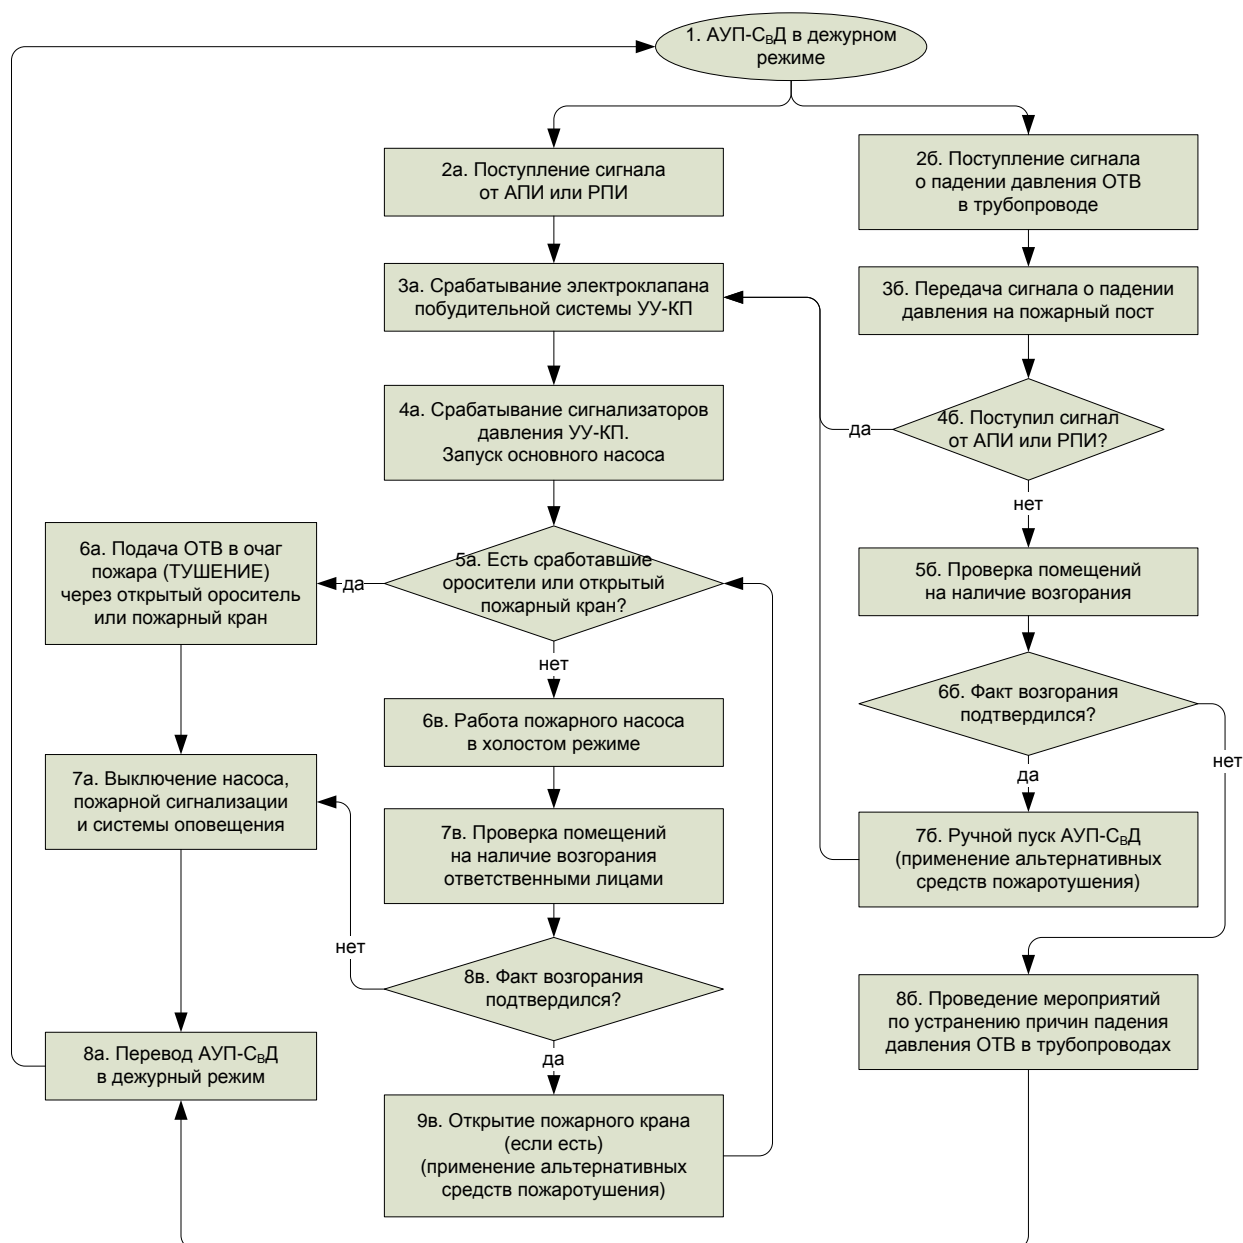 1. АУП-СвД в дежурном
режиме
2а. Поступление сигнала
от АПИ или РПИ
2б. Поступление сигнала
о падении давления ОТВ
в трубопроводе
3а. Срабатывание электроклапана
побудительной системы УУ-КП
3б. Передача сигнала о падении
давления на пожарный пост
4а. Срабатывание сигнализаторов
давления УУ-КП.
Запуск основного насоса
4б. Поступил сигнал
от АПИ или РПИ?
да
нет
5а. Есть сработавшие
оросители или открытый
пожарный кран?
да
нет
6а. Подача ОТВ в очаг
пожара (ТУШЕНИЕ)
через открытый ороситель
или пожарный кран
5б. Проверка помещений
на наличие возгорания
6б. Факт возгорания
подтвердился?
да
нет
6в. Работа пожарного насоса
в холостом режиме
7а. Выключение насоса,
пожарной сигнализации
и системы оповещения
7в. Проверка помещений
на наличие возгорания
ответственными лицами
7б. Ручной пуск АУП-СвД
(применение альтернативных
средств пожаротушения)
8в. Факт возгорания
подтвердился?
нет
да
8б. Проведение мероприятий
по устранению причин падения
давления ОТВ в трубопроводах
8а. Перевод АУП-СвД
в дежурный режим
9в. Открытие пожарного крана
(если есть)
(применение альтернативных
средств пожаротушения)